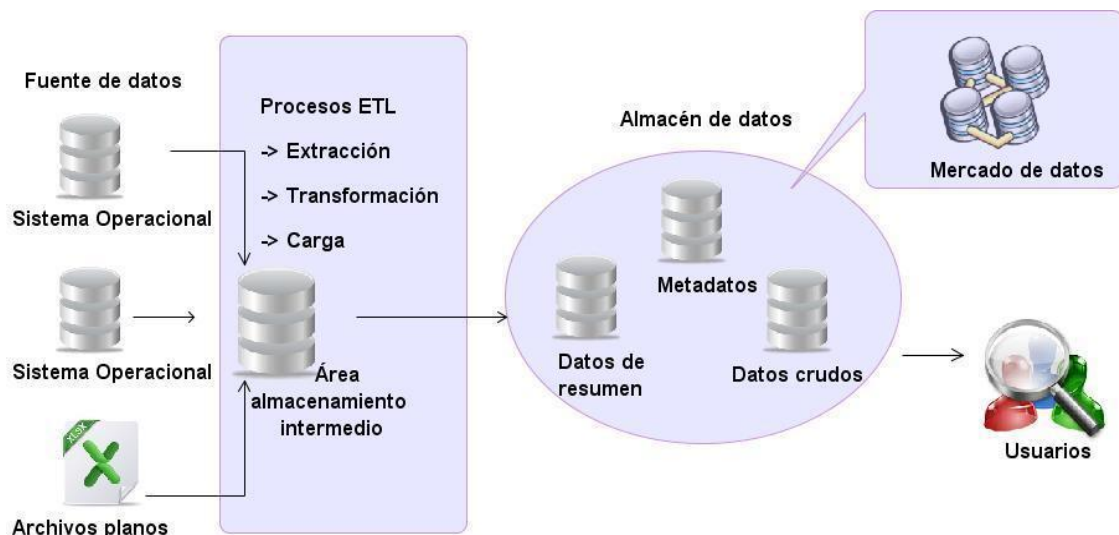 Fuente de datos
Sistema Operacional
Sistema Operacional
XLSX
X
Archivos planos
Procesos ETL
-> Extracción
-> Transformación
-> Carga
Área
almacenamiento
intermedio
Almacén de datos
Metadatos
Datos de
resumen
Datos crudos
Mercado de datos
Usuarios